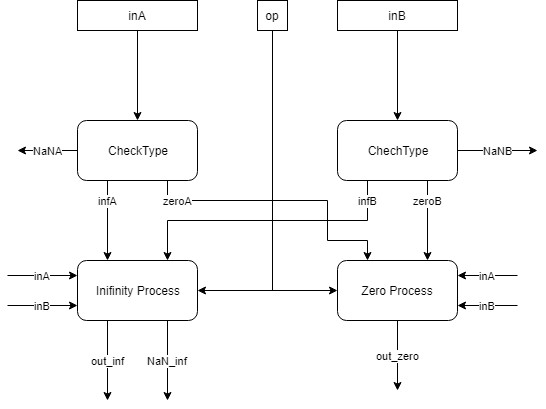 inA
op
inB
NaNA
CheckType
ChechType
NaNB
infA
zeroA
infB
zeroB
inA
inB
Inifinity Process
Zero Process
inA
inB
out_inf
NaN_inf
out_zero